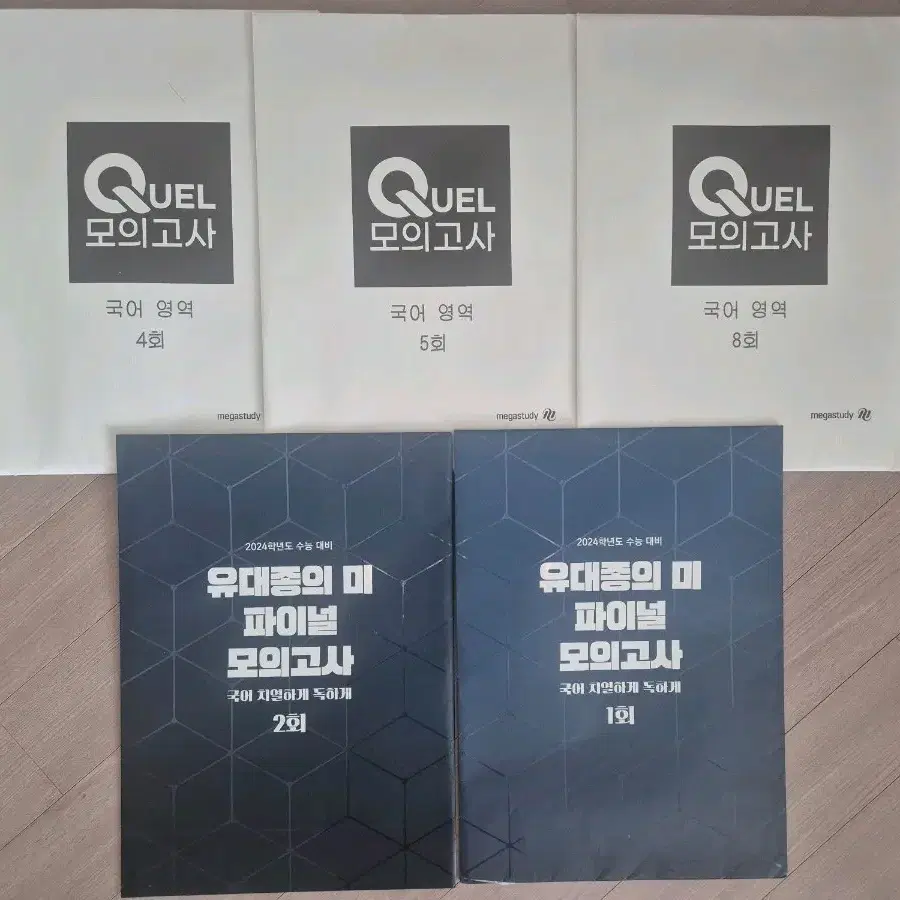 QUEL
모의고사
국어 영역
4회
megastudy
QUEL
모의고사
국어 영역
5회
megastudy
QUEL
모의고사
국어 영역
8회
megastudy
2024학년도 수능 대비
유대종의 미
파이널
모의고사
국어 치열하게 독하게
2회
2024학년도 수능 대비
유대종의 미
파이널
모의고사
국어 치열하게 독하게
1회